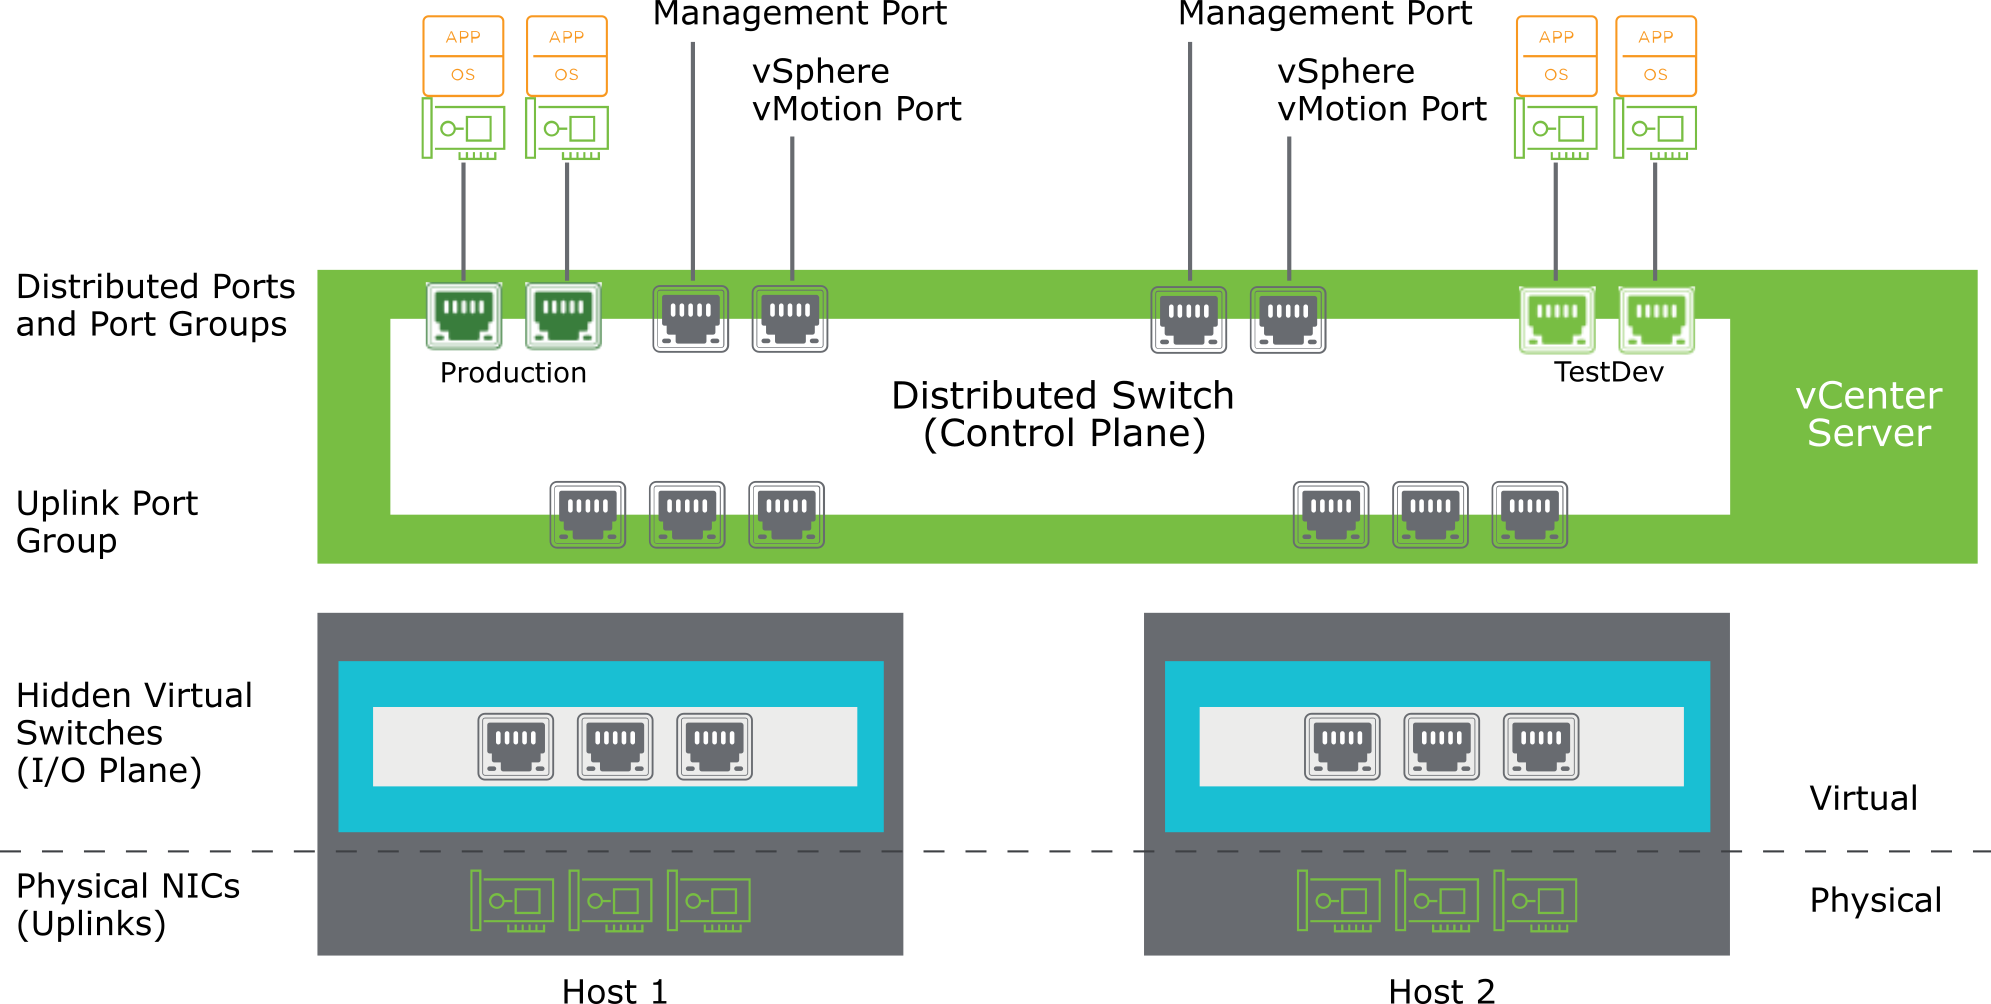 Management Port
Management Port
APP
OS
APP
OS
vSphere
vMotion Port
vSphere
vMotion Port
APP
OS
APP
OS
Distributed Ports
and Port Groups
Production
TestDev
Distributed Switch
(Control Plane)
vCenter
Server
Uplink Port
Group
Hidden Virtual
Switches
(I/O Plane)
Virtual
Physical NICs
(Uplinks)
Physical
Host 1
Host 2